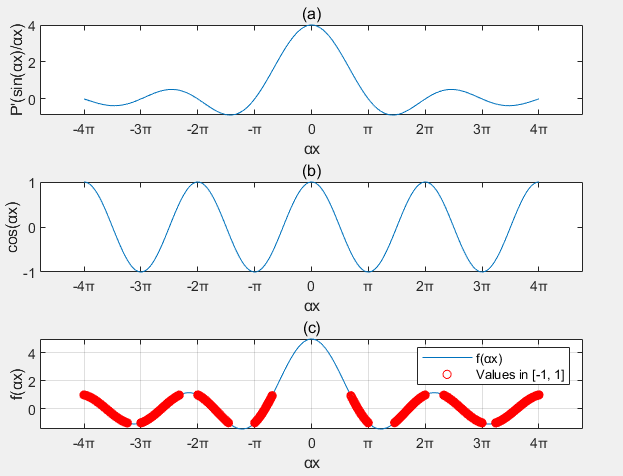 (a)
P'(sin(αx)/αx)
4
2
0
-4π -3π -2π -π 0 π 2π 3π 4π
αx
(b)
cos(αx)
1
0
-1
-4π -3π -2π -π 0 π 2π 3π 4π
αx
(c)
f(αx)
4
2
0
f(αx)
Values in [-1, 1]
-4π -3π -2π -π 0 π 2π 3π 4π
αx